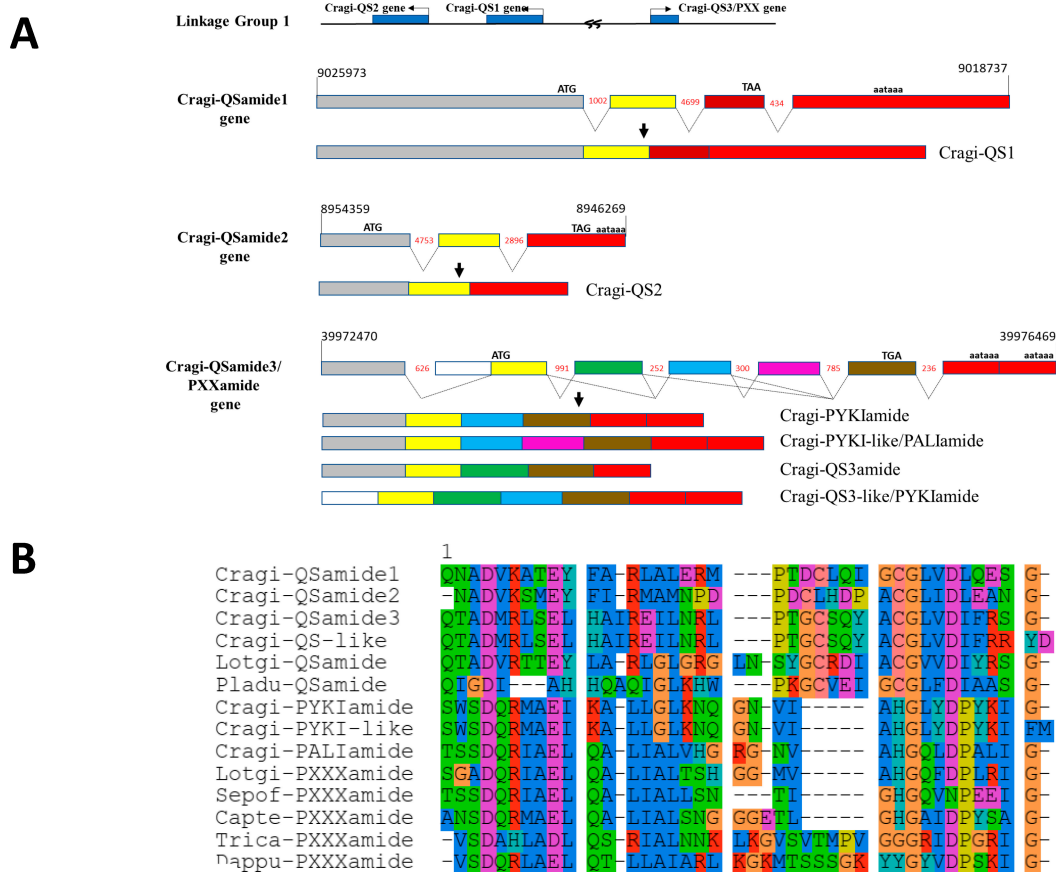 A
Linkage Group 1
Cragi-QS2 gene
Cragi-QS1 gene
Cragi-QS3/PXX gene
9025973
9018737
Cragi-QSamide1
gene
ATG
TAA
aataaa
1002
4699
434
Cragi-QS1
8954359
8946269
Cragi-QSamide2
gene
ATG
TAG
aataaa
4753
2896
Cragi-QS2
39972470
39976469
Cragi-QSamide3/
PXXamide
gene
ATG
TGA
aataaa
aataaa
626
991
252
300
785
236
Cragi-PYKIamide
Cragi-PYKI-like/PALIamide
Cragi-QS3amide
Cragi-QS3-like/PYKIamide
B
1
Cragi-QSamide1 QNADVKATEY FA-RLALERM ---PTDCLQI GCGLVDLQES G-
Cragi-QSamide2 -NADVKSMEY FI-RMAMNPD ---PDCLHDP ACGLIDLEAN G-
Cragi-QSamide3 QTADMRLSEL HAIREILNRL ---PTGCSQY ACGLVDIFRS G-
Cragi-QS-like QTADMRLSEL HAIREILNRL ---PTGCSQY ACGLVDIFRR YD
Lotgi-QSamide QTADVRTTEY LA-RLGLGRG LN-SYGCRDI ACGVVDIYRS G-
Pladu-QSamide QIGDI---AH HQAQIGLKHW ---PKGCVEI GCGLFDIAAS G-
Cragi-PYKIamide SWSDQRMAEI KA-LLGLKNQ GN-VI----- AHGLYDPYKI G-
Cragi-PYKI-like SWSDQRMAEI KA-LLGLKNQ GN-VI----- AHGLYDPYKI FM
Cragi-PALIamide TSSDQRIAEL QA-LIALVHG RG-NV----- AHGQLDPALI G-
Lotgi-PXXXamide SGADQRIAEL QA-LIALTSH GG-MV----- AHGQFDPLRI G-
Sepof-PXXXamide TSSDQRIAEL QA-LIALLSN ---TI----- GHGQVNPEEI G-
Capte-PXXXamide ANSDQRMAEL QA-LIALSNG GGETL----- GHGAIDPYSA G-
Trica-PXXXamide -VSDAHLADL QS-RIALNNK LKGVSVTMPV GGGRIDGRRI G-
Dappu-PXXXamide -VSDQRLAEL QT-LLAIARL KGKMTSSSGK YYGYVDPSRI G-